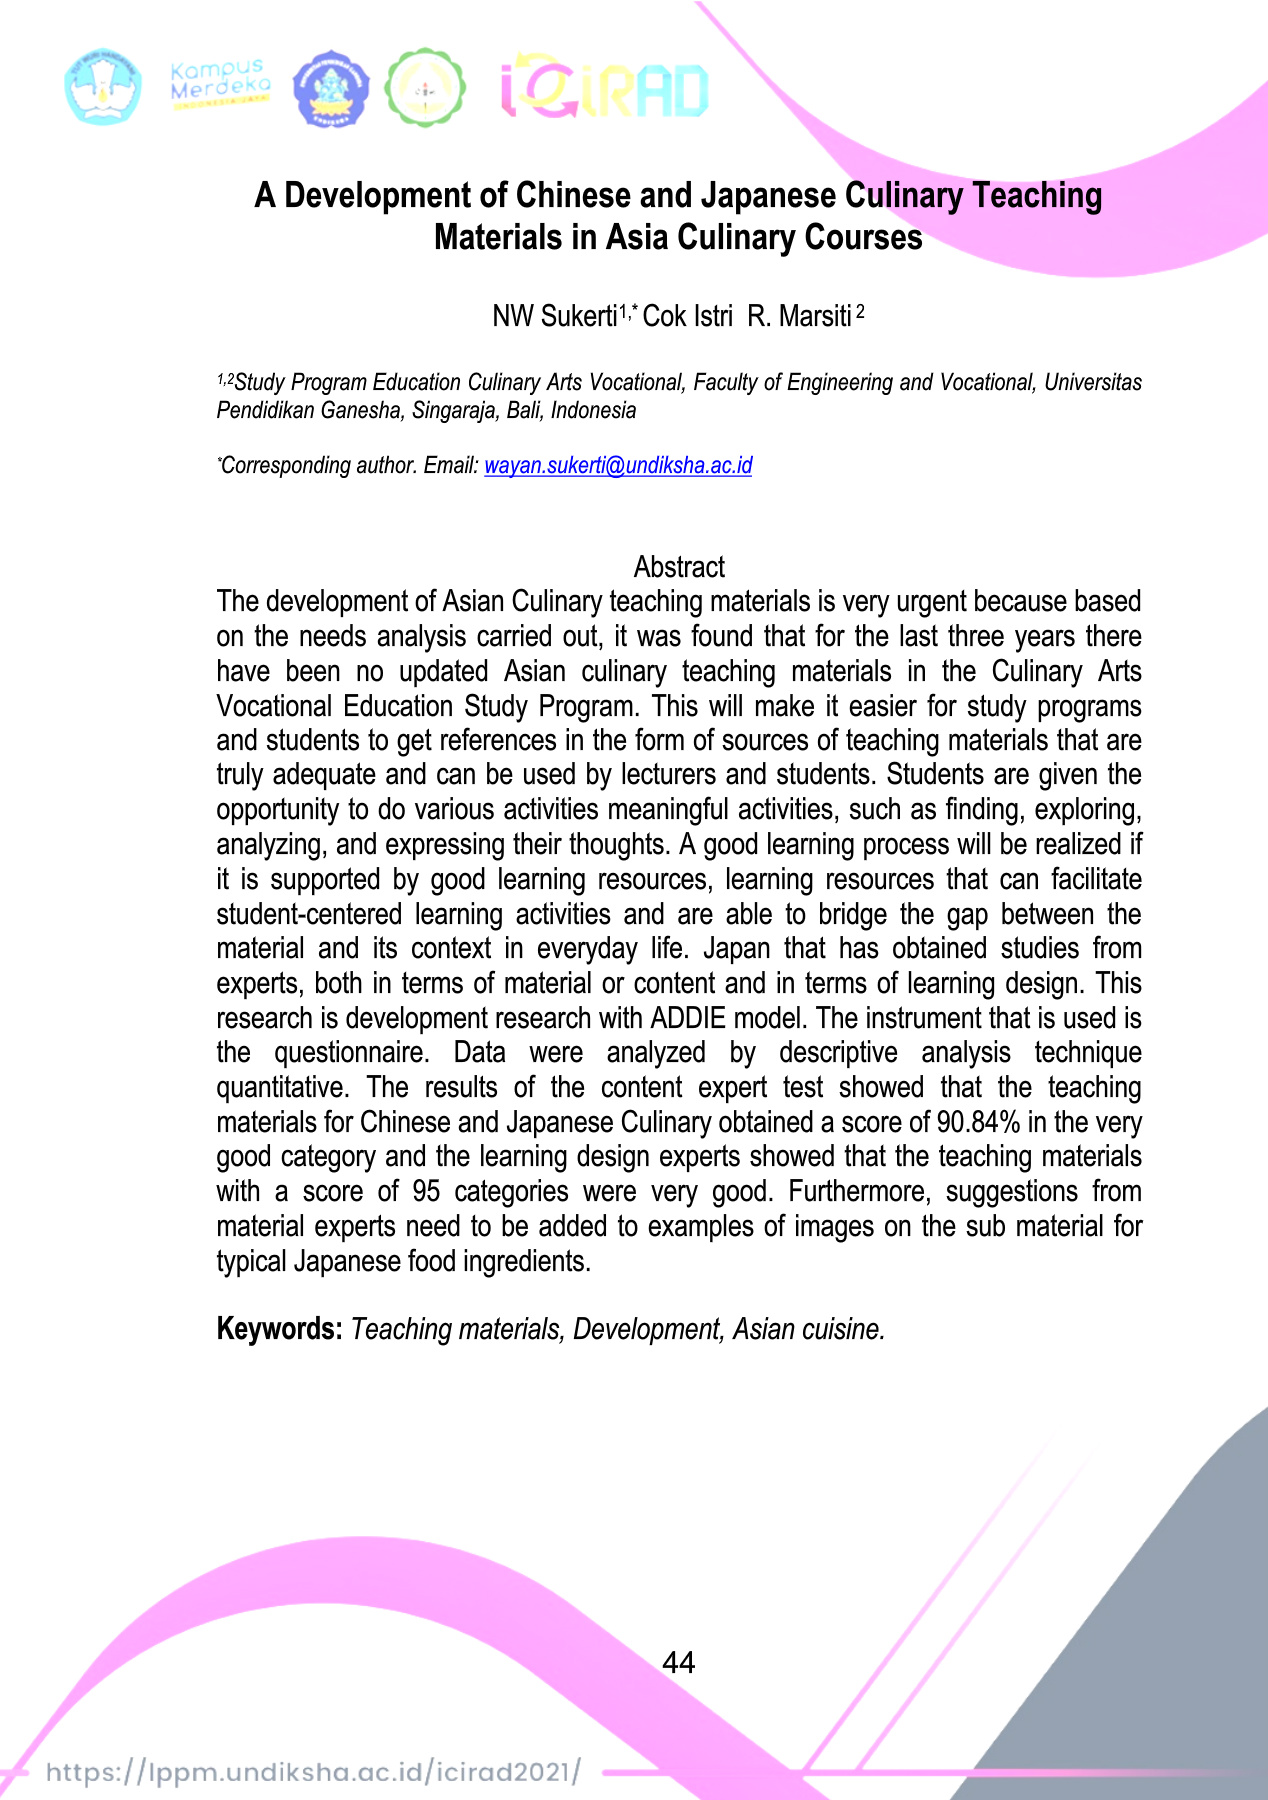 Kampus
Merdeka
INDONESIA JAYA
iCiRAD
A Development of Chinese and Japanese Culinary Teaching
Materials in Asia Culinary Courses
NW Sukerti1,* Cok Istri R. Marsiti 2
1,2Study Program Education Culinary Arts Vocational, Faculty of Engineering and Vocational, Universitas
Pendidikan Ganesha, Singaraja, Bali, Indonesia
*Corresponding author. Email: wayan.sukerti@undiksha.ac.id
Abstract
The development of Asian Culinary teaching materials is very urgent because based
on the needs analysis carried out, it was found that for the last three years there
have been no updated Asian culinary teaching materials in the Culinary Arts
Vocational Education Study Program. This will make it easier for study programs
and students to get references in the form of sources of teaching materials that are
truly adequate and can be used by lecturers and students. Students are given the
opportunity to do various activities meaningful activities, such as finding, exploring,
analyzing, and expressing their thoughts. A good learning process will be realized if
it is supported by good learning resources, learning resources that can facilitate
student-centered learning activities and are able to bridge the gap between the
material and its context in everyday life. Japan that has obtained studies from
experts, both in terms of material or content and in terms of learning design. This
research is development research with ADDIE model. The instrument that is used is
the questionnaire. Data were analyzed by descriptive analysis technique
quantitative. The results of the content expert test showed that the teaching
materials for Chinese and Japanese Culinary obtained a score of 90.84% in the very
good category and the learning design experts showed that the teaching materials
with a score of 95 categories were very good. Furthermore, suggestions from
material experts need to be added to examples of images on the sub material for
typical Japanese food ingredients.
Keywords: Teaching materials, Development, Asian cuisine.
44
https://lppm.undiksha.ac.id/icirad2021/